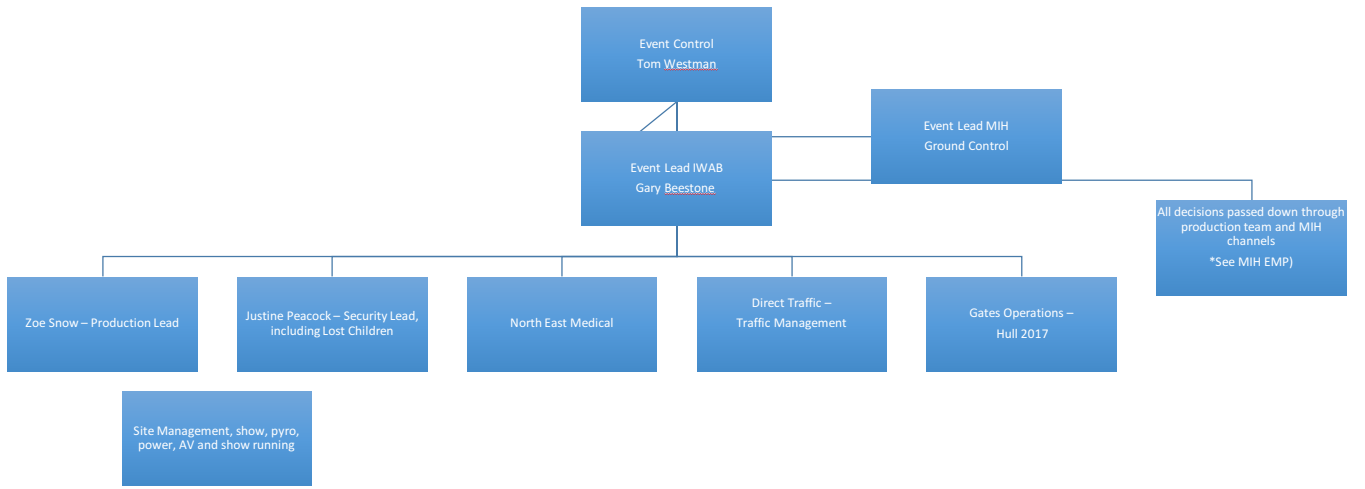 Event Control
Tom Westman
Event Lead MIH
Ground Control
Event Lead IWAB
Gary Beestone
All decisions passed down through
production team and MIH
channels
*See MIH EMP)
Zoe Snow – Production Lead
Justine Peacock – Security Lead,
including Lost Children
North East Medical
Direct Traffic –
Traffic Management
Gates Operations –
Hull 2017
Site Management, show, pyro,
power, AV and show running